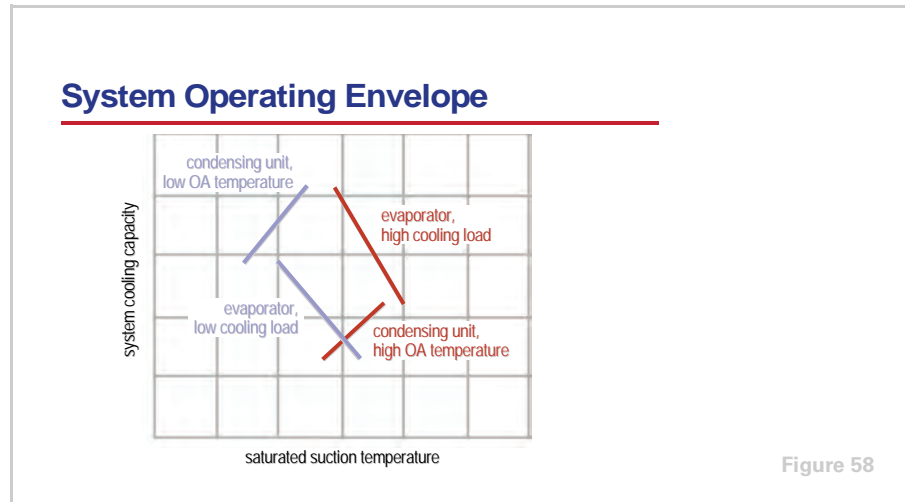 System Operating Envelope
condensing unit,
low OA temperature
evaporator,
high cooling load
system cooling capacity
evaporator,
low cooling load
condensing unit,
high OA temperature
saturated suction temperature
Figure 58